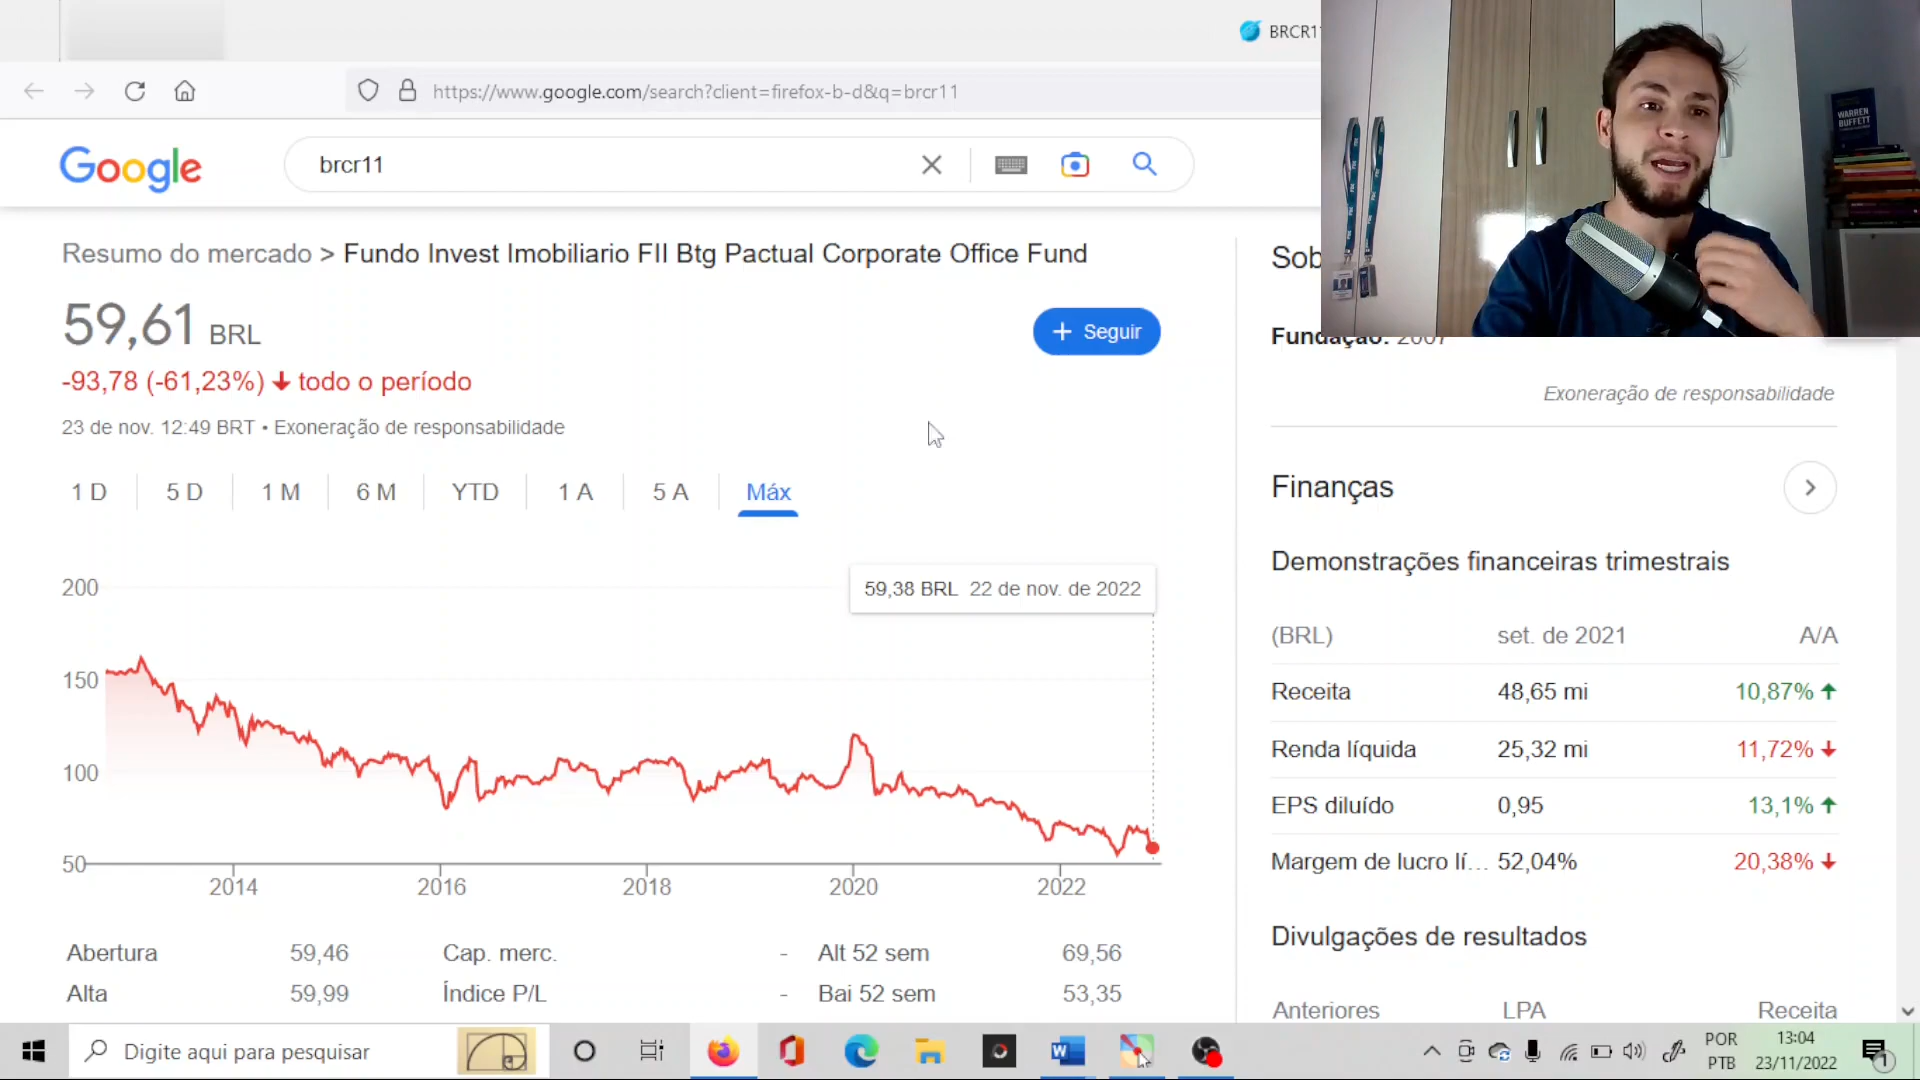 BRCR1
https://www.google.com/search?client=firefox-b-d&q=brcr11
Google
brcr11
WARREN
BUFFETT
Resumo do mercado > Fundo Invest Imobiliario FII Btg Pactual Corporate Office Fund
59,61 BRL
+ Seguir
-93,78 (-61,23%) todo o período
23 de nov. 12:49 BRT • Exoneração de responsabilidade
1 D
5 D
1 M
6 M
YTD
1 A
5 A
Máx
59,38 BRL 22 de nov. de 2022
200
150
100
50
2014
2016
2018
2020
2022
Abertura 59,46 Cap. merc. - Alt 52 sem 69,56
Alta 59,99 Índice P/L - Bai 52 sem 53,35
Sob
Fundação: 2007
Exoneração de responsabilidade
Finanças
Demonstrações financeiras trimestrais
(BRL) set. de 2021 A/A
Receita 48,65 mi 10,87%
Renda líquida 25,32 mi 11,72%
EPS diluído 0,95 13,1%
Margem de lucro lí... 52,04% 20,38%
Divulgações de resultados
Anteriores LPA Receita
Digite aqui para pesquisar
POR
PTB
13:04
23/11/2022
1